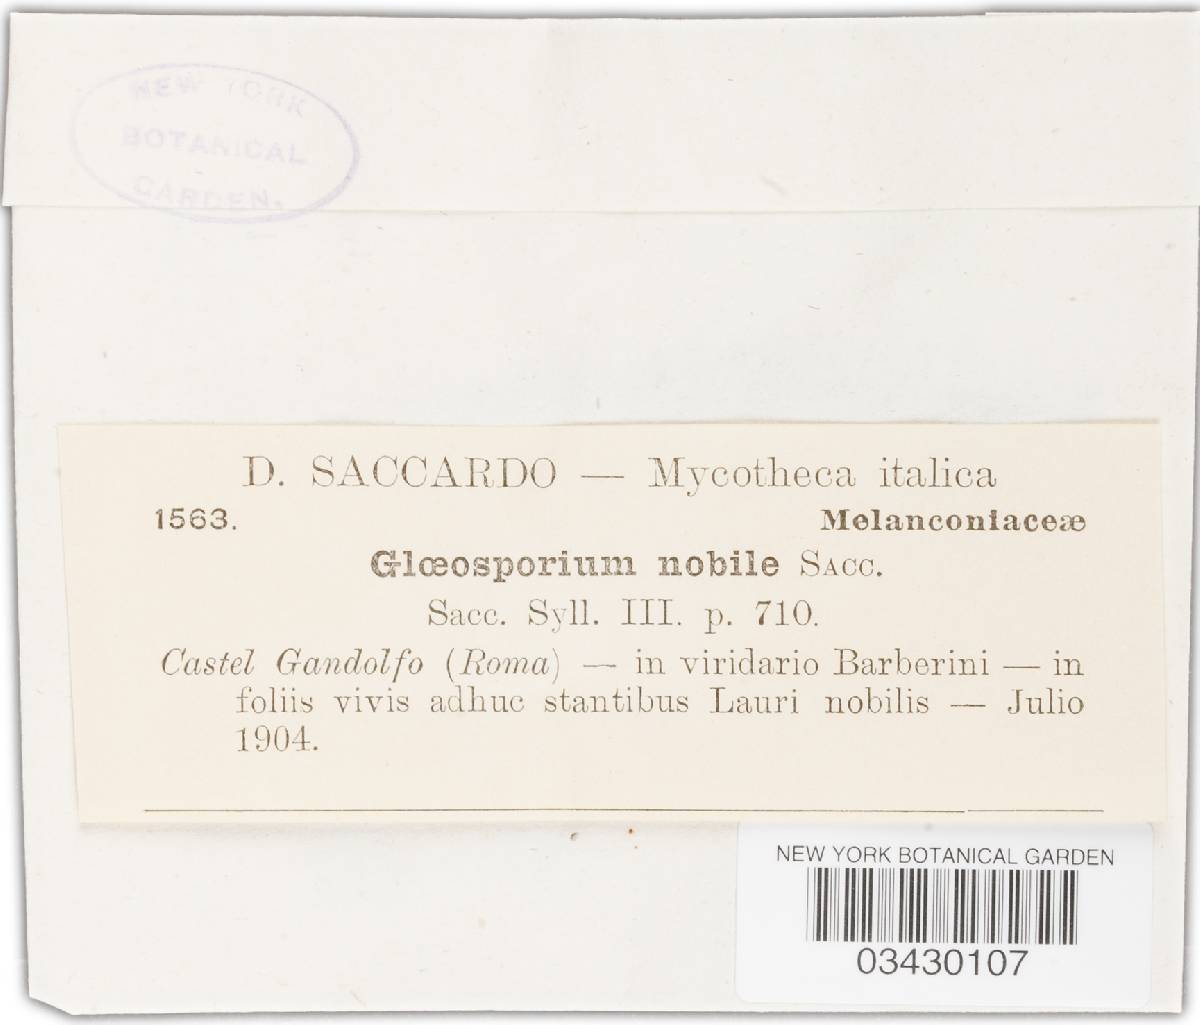 NEW YORK
BOTANICAL
GARDEN.
D. SACCARDO — Mycotheca italica
1563. Melanconiaceæ
Glœosporium nobile SACC.
Sacc. Syll. III. p. 710.
Castel Gandolfo (Roma) — in viridario Barberini — in
foliis vivis adhuc stantibus Lauri nobilis — Julio
1904.
NEW YORK BOTANICAL GARDEN
03430107